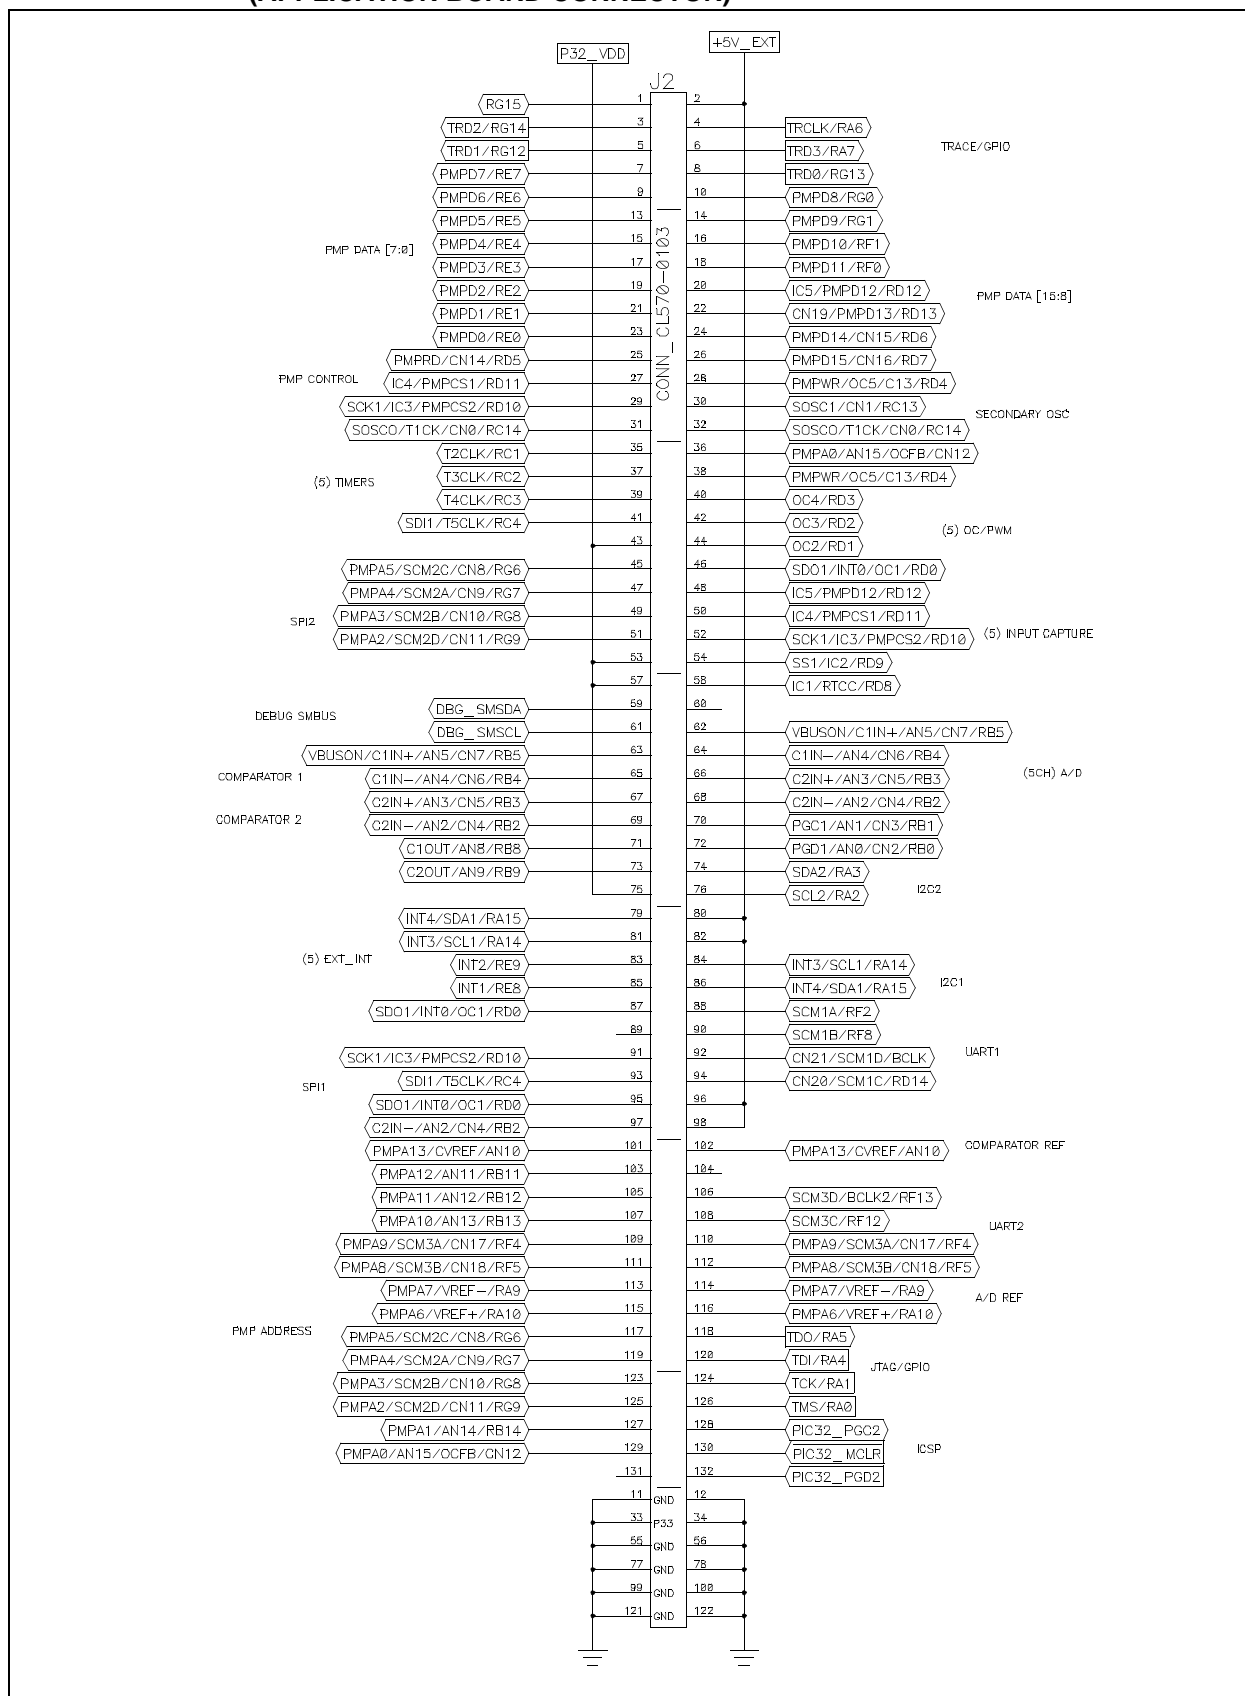 (APPLICATION BOARD CONNECTOR)
P32_VDD +5V_EXT
J2
RG15 1 2
TRD2/RG14 3 4 TRCLK/RA6
TRD1/RG12 5 6 TRD3/RA7 TRACE/GPIO
PMPD7/RE7 7 8 TRD0/RG13
PMPD6/RE6 9 10 PMPD8/RG0
PMPD5/RE5 13 14 PMPD9/RG1
PMP DATA [7:0] PMPD4/RE4 15 16 PMPD10/RF1
PMPD3/RE3 17 18 PMPD11/RF0
PMPD2/RE2 19 20 IC5/PMPD12/RD12 PMP DATA [15:8]
PMPD1/RE1 21 22 CN19/PMPD13/RD13
PMPD0/RE0 23 24 PMPD14/CN15/RD6
CONN_CL570-0103
PMPRD/CN14/RD5 25 26 PMPD15/CN16/RD7
PMP CONTROL IC4/PMPCS1/RD11 27 28 PMPWR/OC5/C13/RD4
SCK1/IC3/PMPCS2/RD10 29 30 SOSC1/CN1/RC13 SECONDARY OSC
SOSCO/T1CK/CN0/RC14 31 32 SOSCO/T1CK/CN0/RC14
T2CLK/RC1 35 36 PMPA0/AN15/OCFB/CN12
(5) TIMERS T3CLK/RC2 37 38 PMPWR/OC5/C13/RD4
T4CLK/RC3 39 40 OC4/RD3
SDI1/T5CLK/RC4 41 42 OC3/RD2 (5) OC/PWM
43 44 OC2/RD1
PMPA5/SCM2C/CN8/RG6 45 46 SDO1/INT0/OC1/RD0
PMPA4/SCM2A/CN9/RG7 47 48 IC5/PMPD12/RD12
SPI2 PMPA3/SCM2B/CN10/RG8 49 50 IC4/PMPCS1/RD11
PMPA2/SCM2D/CN11/RG9 51 52 SCK1/IC3/PMPCS2/RD10 (5) INPUT CAPTURE
53 54 SS1/IC2/RD9
57 58 IC1/RTCC/RD8
DEBUG SMBUS DBG_SMSDA 59 60
DBG_SMSCL 61 62 VBUSON/C1IN+/AN5/CN7/RB5
VBUSON/C1IN+/AN5/CN7/RB5 63 64 C1IN-/AN4/CN6/RB4
COMPARATOR 1 C1IN-/AN4/CN6/RB4 65 66 C2IN+/AN3/CN5/RB3 (5CH) A/D
C2IN+/AN3/CN5/RB3 67 68 C2IN-/AN2/CN4/RB2
COMPARATOR 2 C2IN-/AN2/CN4/RB2 69 70 PGC1/AN1/CN3/RB1
C1OUT/AN8/RB8 71 72 PGD1/AN0/CN2/RB0
C2OUT/AN9/RB9 73 74 SDA2/RA3
75 76 SCL2/RA2 I2C2
INT4/SDA1/RA15 79 80
INT3/SCL1/RA14 81 82
(5) EXT_INT INT2/RE9 83 84 INT3/SCL1/RA14
INT1/RE8 85 86 INT4/SDA1/RA15 I2C1
SDO1/INT0/OC1/RD0 87 88 SCM1A/RF2
89 90 SCM1B/RF8
SCK1/IC3/PMPCS2/RD10 91 92 CN21/SCM1D/BCLK UART1
SPI1 SDI1/T5CLK/RC4 93 94 CN20/SCM1C/RD14
SDO1/INT0/OC1/RD0 95 96
C2IN-/AN2/CN4/RB2 97 98
PMPA13/CVREF/AN10 101 102 PMPA13/CVREF/AN10 COMPARATOR REF
PMPA12/AN11/RB11 103 104
PMPA11/AN12/RB12 105 106 SCM3D/BCLK2/RF13
PMPA10/AN13/RB13 107 108 SCM3C/RF12 UART2
PMPA9/SCM3A/CN17/RF4 109 110 PMPA9/SCM3A/CN17/RF4
PMPA8/SCM3B/CN18/RF5 111 112 PMPA8/SCM3B/CN18/RF5
PMPA7/VREF-/RA9 113 114 PMPA7/VREF-/RA9 A/D REF
PMPA6/VREF+/RA10 115 116 PMPA6/VREF+/RA10
PMP ADDRESS PMPA5/SCM2C/CN8/RG6 117 118 TDO/RA5
PMPA4/SCM2A/CN9/RG7 119 120 TDI/RA4 JTAG/GPIO
PMPA3/SCM2B/CN10/RG8 123 124 TCK/RA1
PMPA2/SCM2D/CN11/RG9 125 126 TMS/RA0
PMPA1/AN14/RB14 127 128 PIC32_PGC2
PMPA0/AN15/OCFB/CN12 129 130 PIC32_MCLR ICSP
131 132 PIC32_PGD2
11 GND 12
33 P33 34
55 GND 56
77 GND 78
99 GND 100
121 GND 122